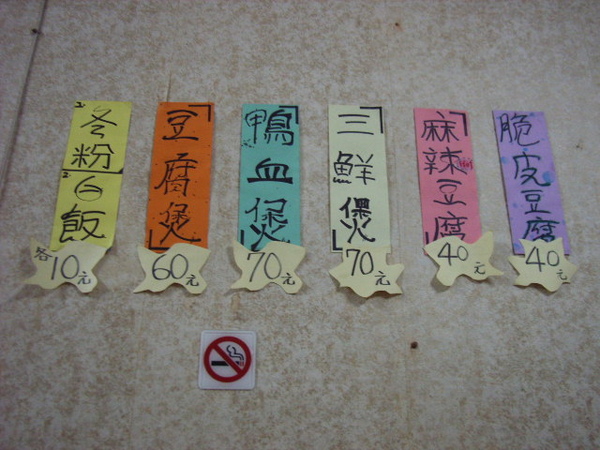 冬粉
白飯
各10元
豆腐煲
60元
鴨血煲
70元
三鮮煲
70元
麻辣豆腐
40元
脆皮豆腐
40元